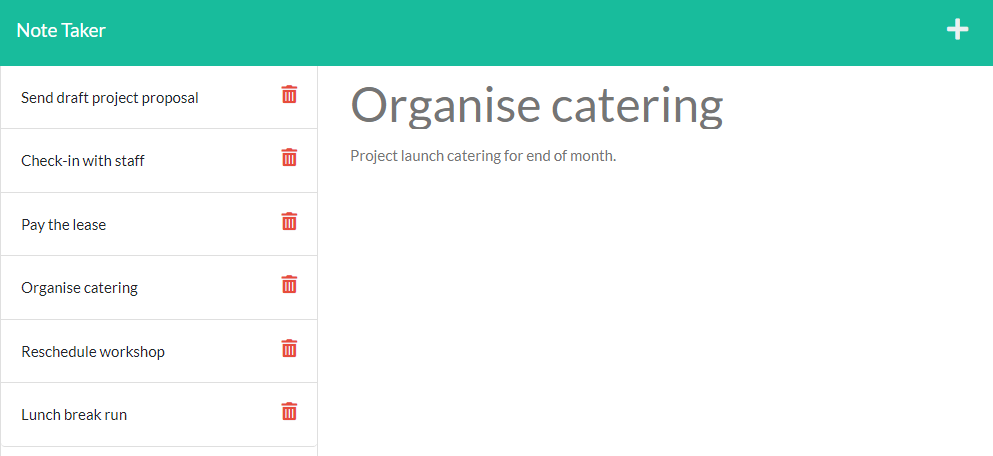 Note Taker
Send draft project proposal
Check-in with staff
Pay the lease
Organise catering
Reschedule workshop
Lunch break run
Organise catering
Project launch catering for end of month.